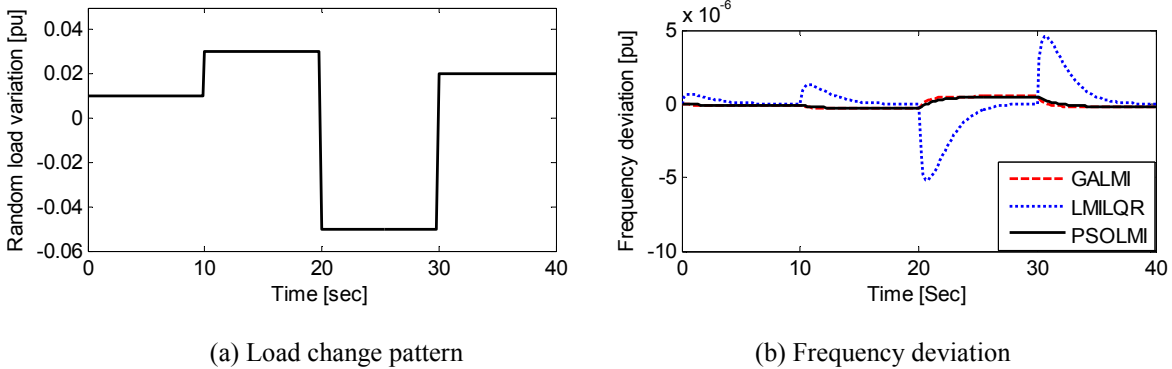 Random load variation [pu]
0.04
0.02
0
-0.02
-0.04
-0.06
0
10
20
30
40
Time [sec]
(a) Load change pattern
x 10-6
Frequency deviation [pu]
5
0
-5
-10
0
10
20
30
40
Time [Sec]
GALMI
LMILQR
PSOLMI
(b) Frequency deviation